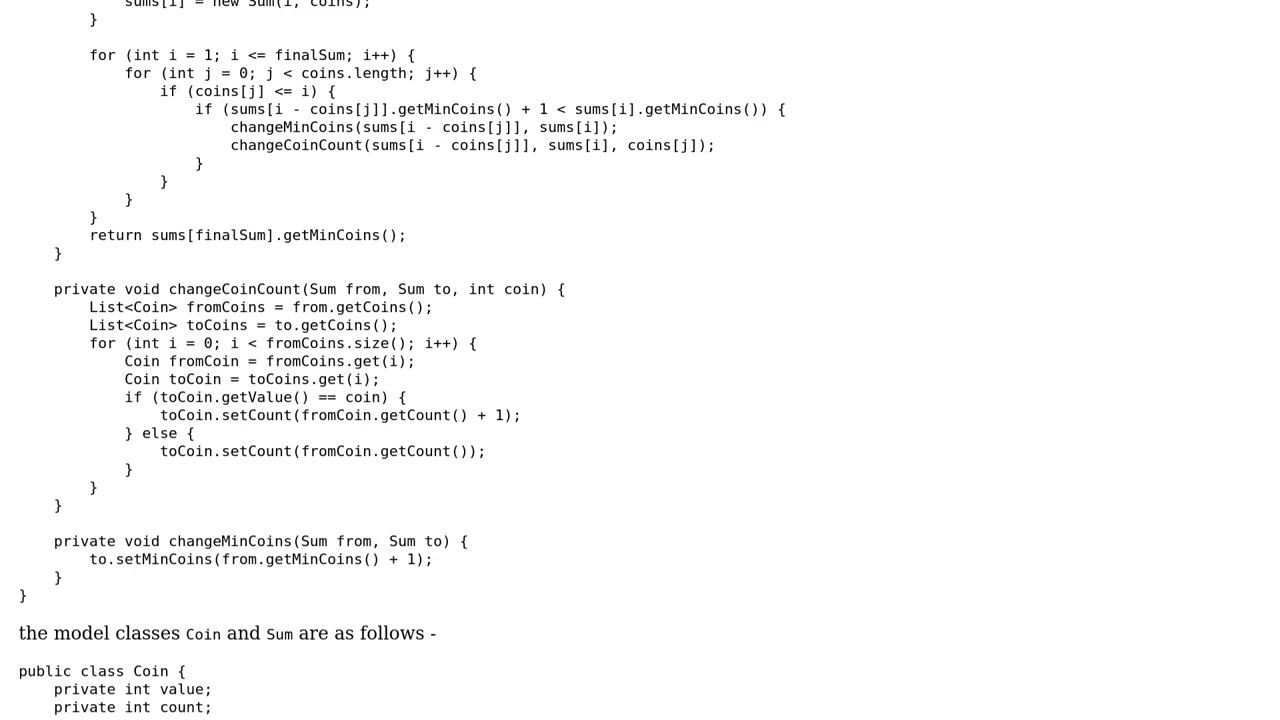 sums[i] = new Sum(i, coins);
}
for (int i = 1; i <= finalSum; i++) {
for (int j = 0; j < coins.length; j++) {
if (coins[j] <= i) {
if (sums[i - coins[j]].getMinCoins() + 1 < sums[i].getMinCoins()) {
changeMinCoins(sums[i - coins[j]], sums[i]);
changeCoinCount(sums[i - coins[j]], sums[i], coins[j]);
}
}
}
}
return sums[finalSum].getMinCoins();
}
private void changeCoinCount(Sum from, Sum to, int coin) {
List<Coin> fromCoins = from.getCoins();
List<Coin> toCoins = to.getCoins();
for (int i = 0; i < fromCoins.size(); i++) {
Coin fromCoin = fromCoins.get(i);
Coin toCoin = toCoins.get(i);
if (toCoin.getValue() == coin) {
toCoin.setCount(fromCoin.getCount() + 1);
} else {
toCoin.setCount(fromCoin.getCount());
}
}
}
private void changeMinCoins(Sum from, Sum to) {
to.setMinCoins(from.getMinCoins() + 1);
}
}
the model classes Coin and Sum are as follows -
public class Coin {
private int value;
private int count;